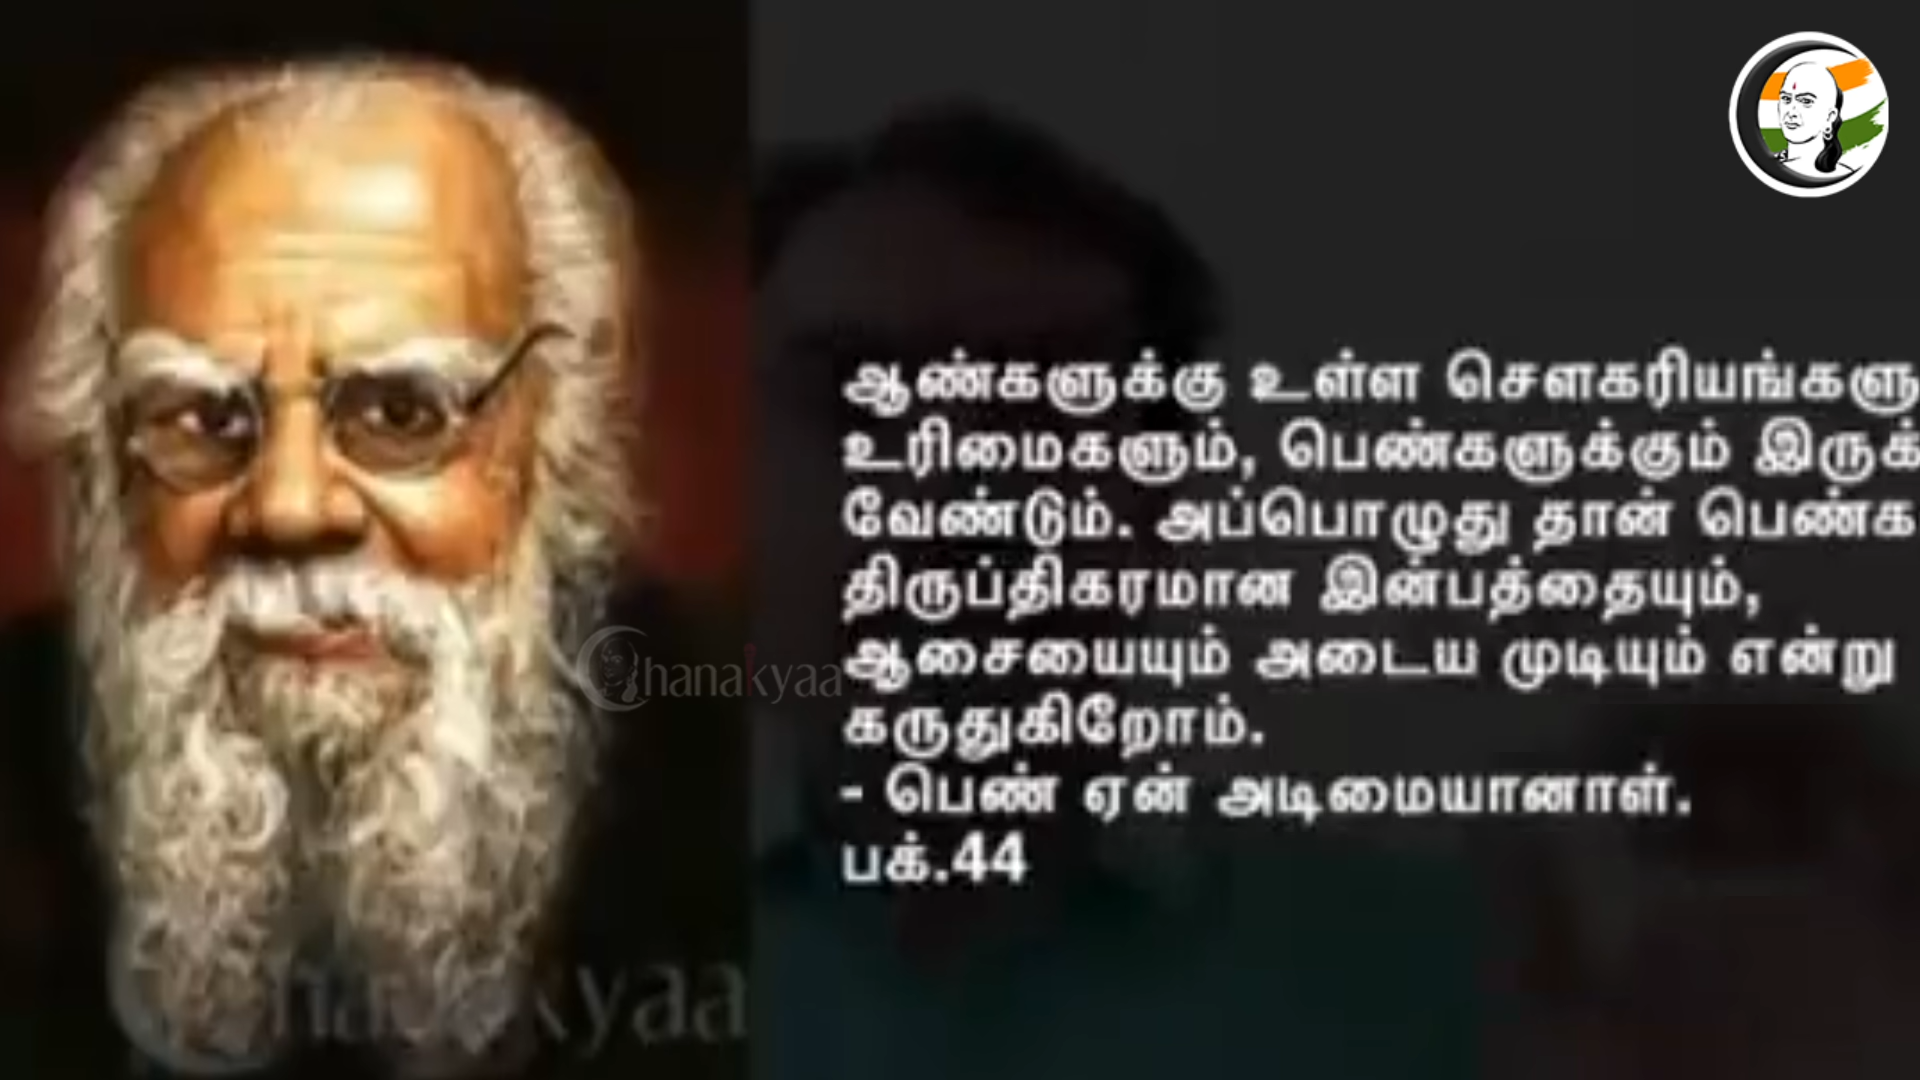 ஆண்களுக்கு உள்ள சௌகரியங்களு
உரிமைகளும், பெண்களுக்கும் இருக்
வேண்டும். அப்பொழுது தான் பெண்க
திருப்திகரமான இன்பத்தையும்,
ஆசையையும் அடைய முடியும் என்று
கருதுகிறோம்.
- பெண் ஏன் அடிமையானாள்.
பக்.44
Chanakyaa
Chanakyaa